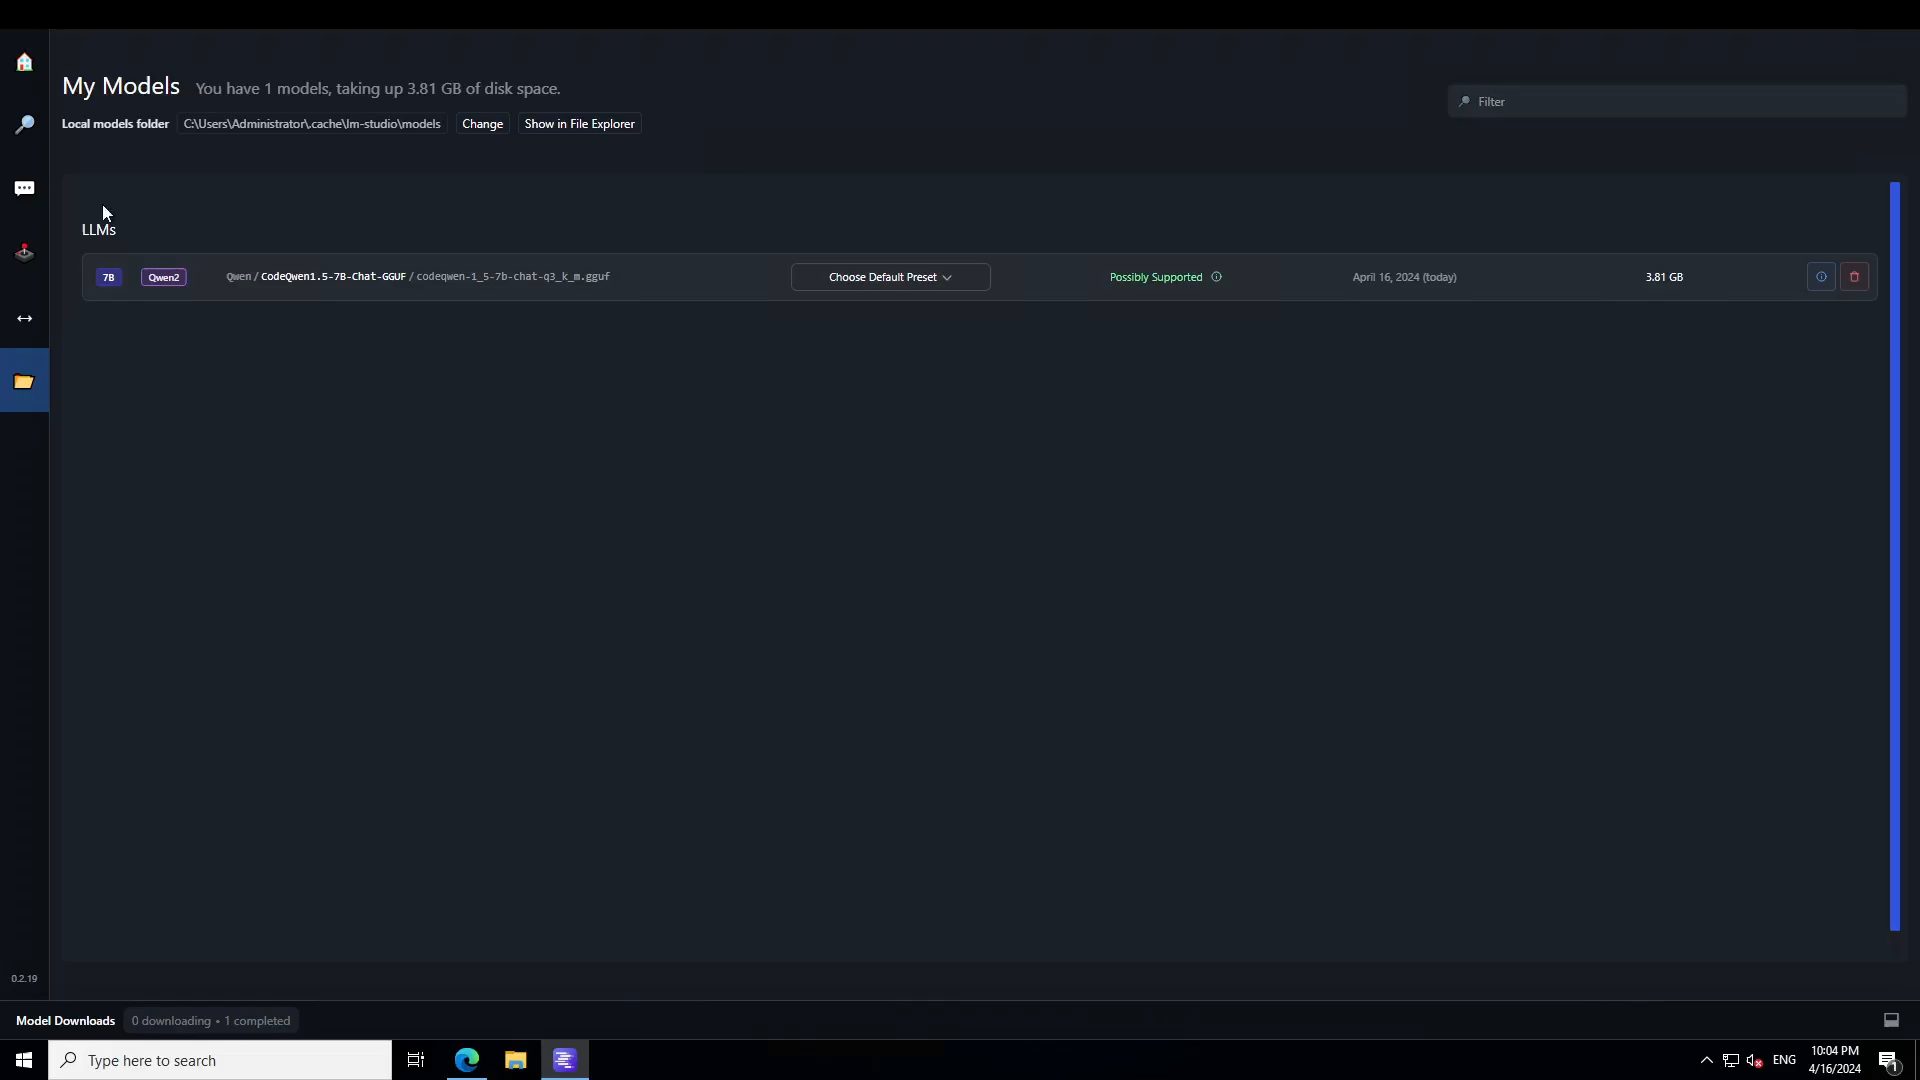 My Models You have 1 models, taking up 3.81 GB of disk space.
Filter
Local models folder C:\Users\Administrator\.cache\lm-studio\models Change Show in File Explorer
LLMs
7B Qwen2 Qwen / CodeQwen1.5-7B-Chat-GGUF / codeqwen-1_5-7b-chat-q3_k_m.gguf Choose Default Preset Possibly Supported April 16, 2024 (today) 3.81 GB
0.2.19
Model Downloads 0 downloading • 1 completed
Type here to search
ENG
10:04 PM
4/16/2024
1